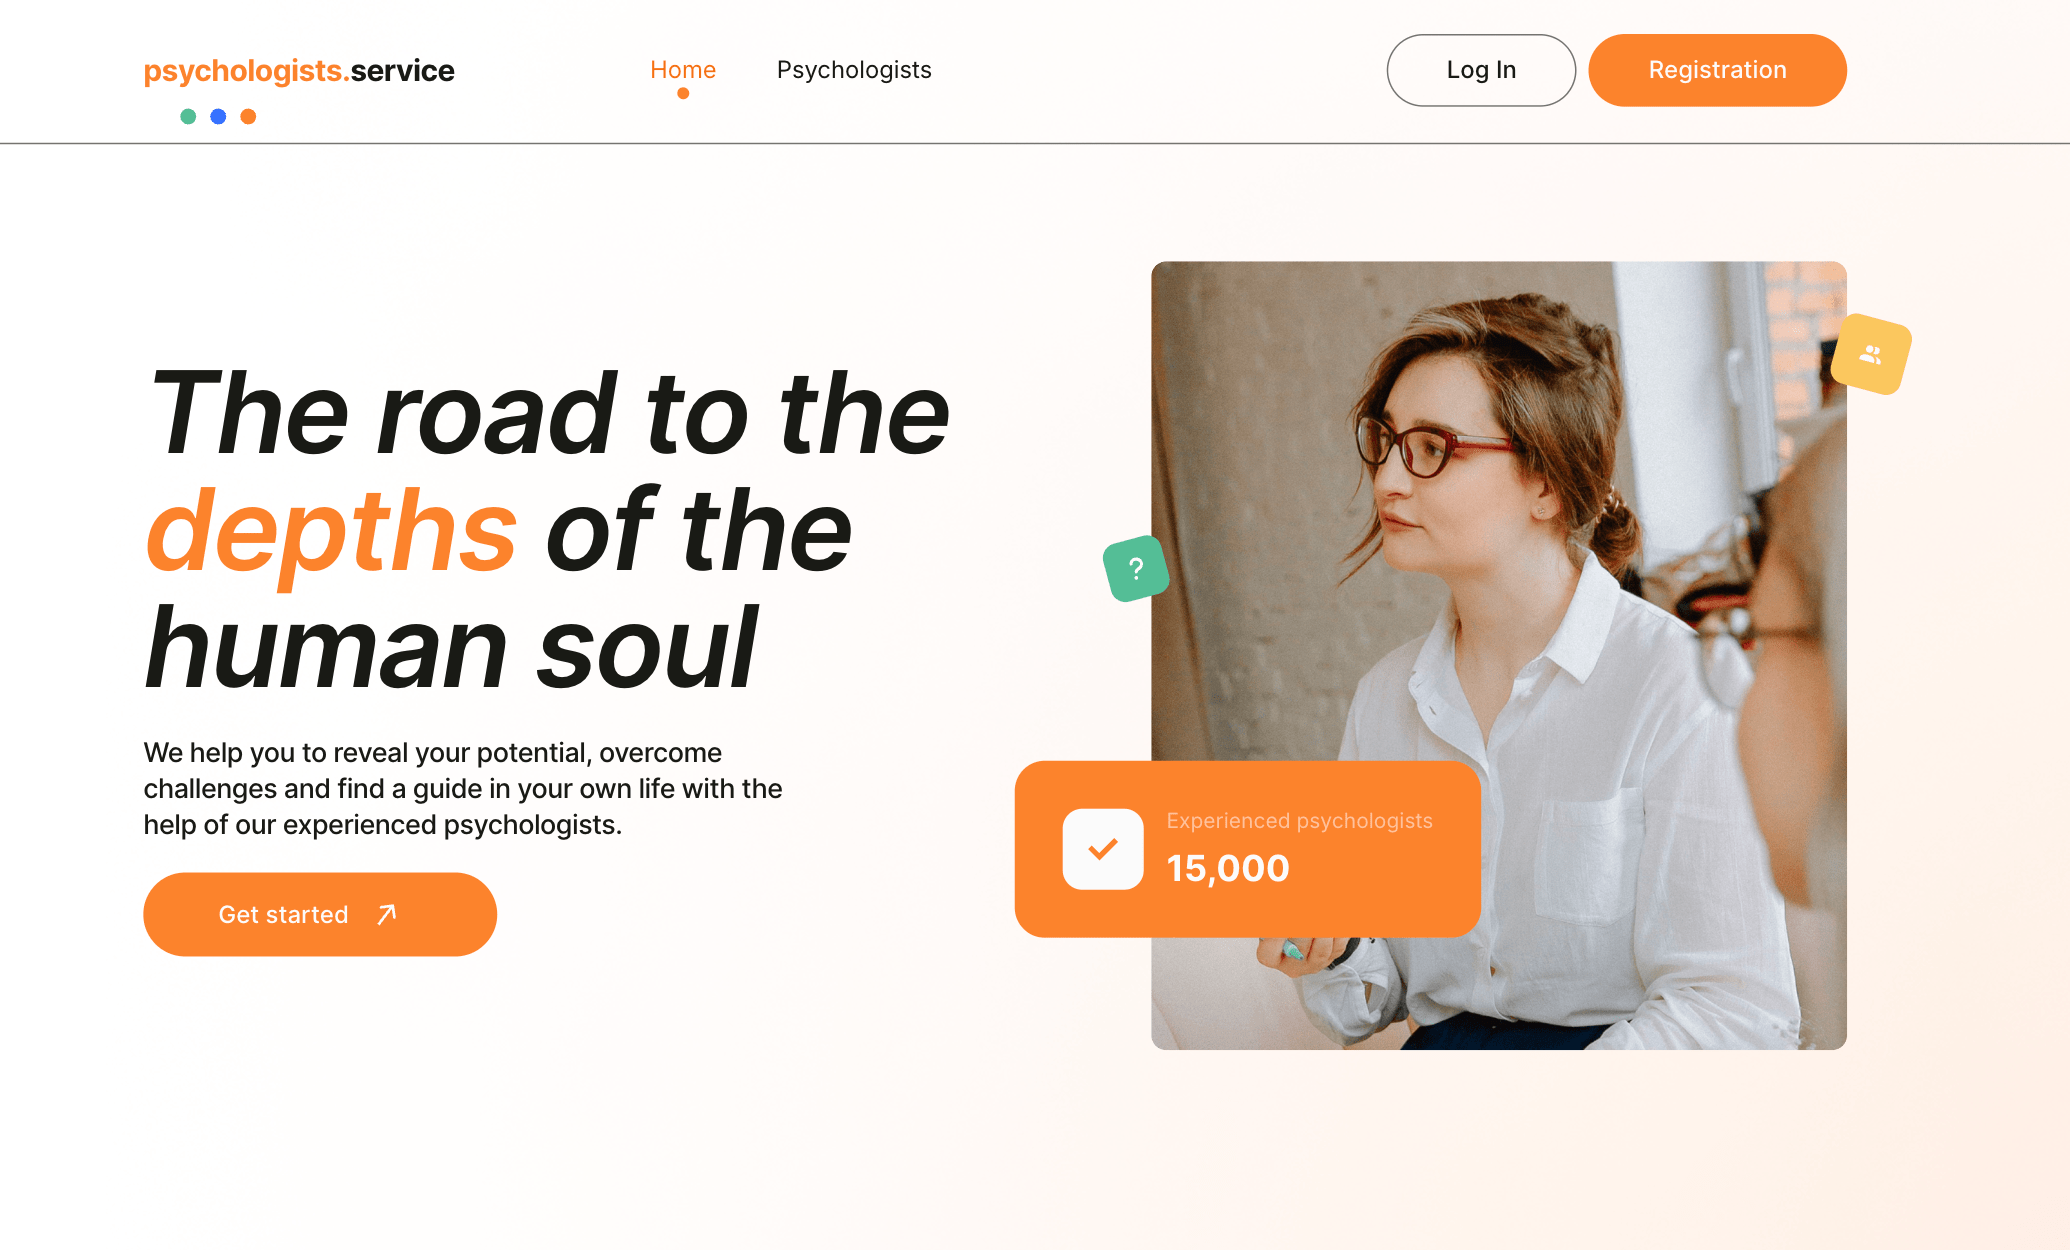 psychologists.service
Home
Psychologists
Log In
Registration
The road to the
depths of the
human soul
We help you to reveal your potential, overcome
challenges and find a guide in your own life with the
help of our experienced psychologists.
Get started
?
Experienced psychologists
15,000